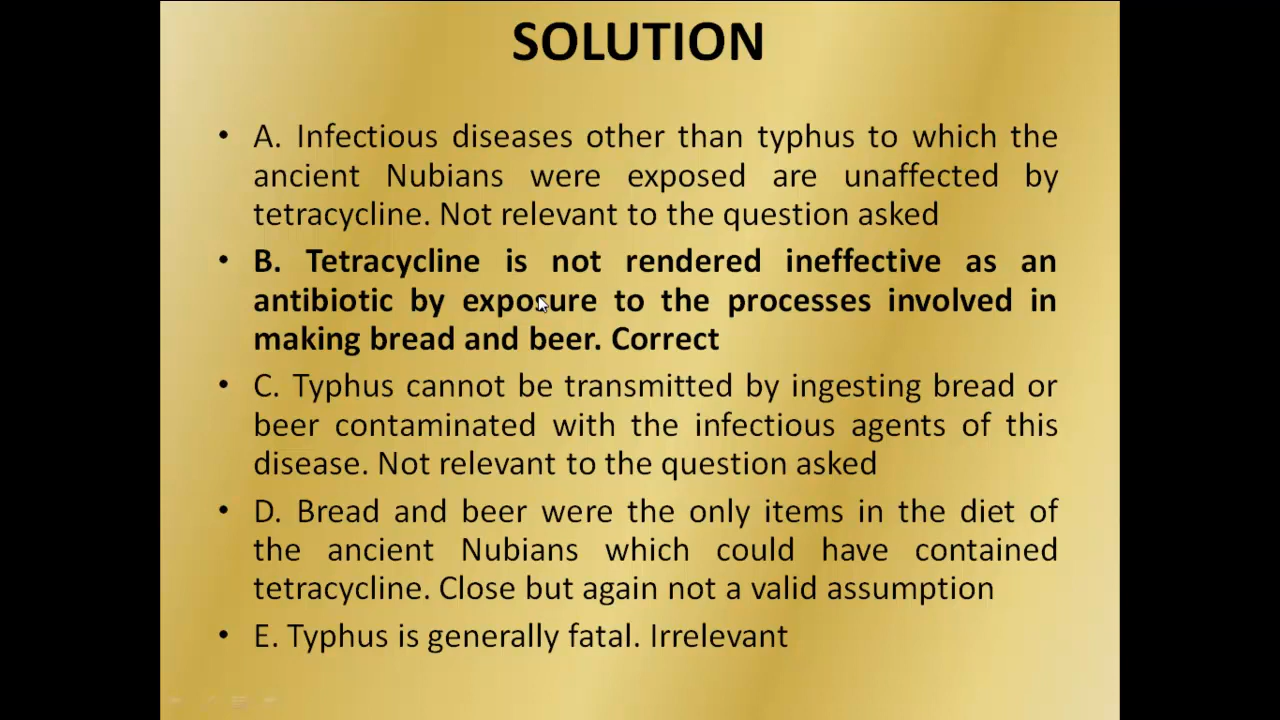 SOLUTION
• A. Infectious diseases other than typhus to which the
ancient Nubians were exposed are unaffected by
tetracycline. Not relevant to the question asked
• B. Tetracycline is not rendered ineffective as an
antibiotic by exposure to the processes involved in
making bread and beer. Correct
• C. Typhus cannot be transmitted by ingesting bread or
beer contaminated with the infectious agents of this
disease. Not relevant to the question asked
• D. Bread and beer were the only items in the diet of
the ancient Nubians which could have contained
tetracycline. Close but again not a valid assumption
• E. Typhus is generally fatal. Irrelevant